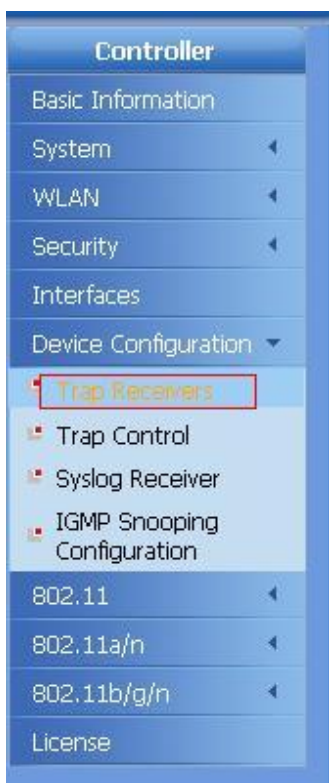 Controller
Basic Information
System
WLAN
Security
Interfaces
Device Configuration
Trap Receivers
Trap Control
Syslog Receiver
IGMP Snooping
Configuration
802.11
802.11a/n
802.11b/g/n
License